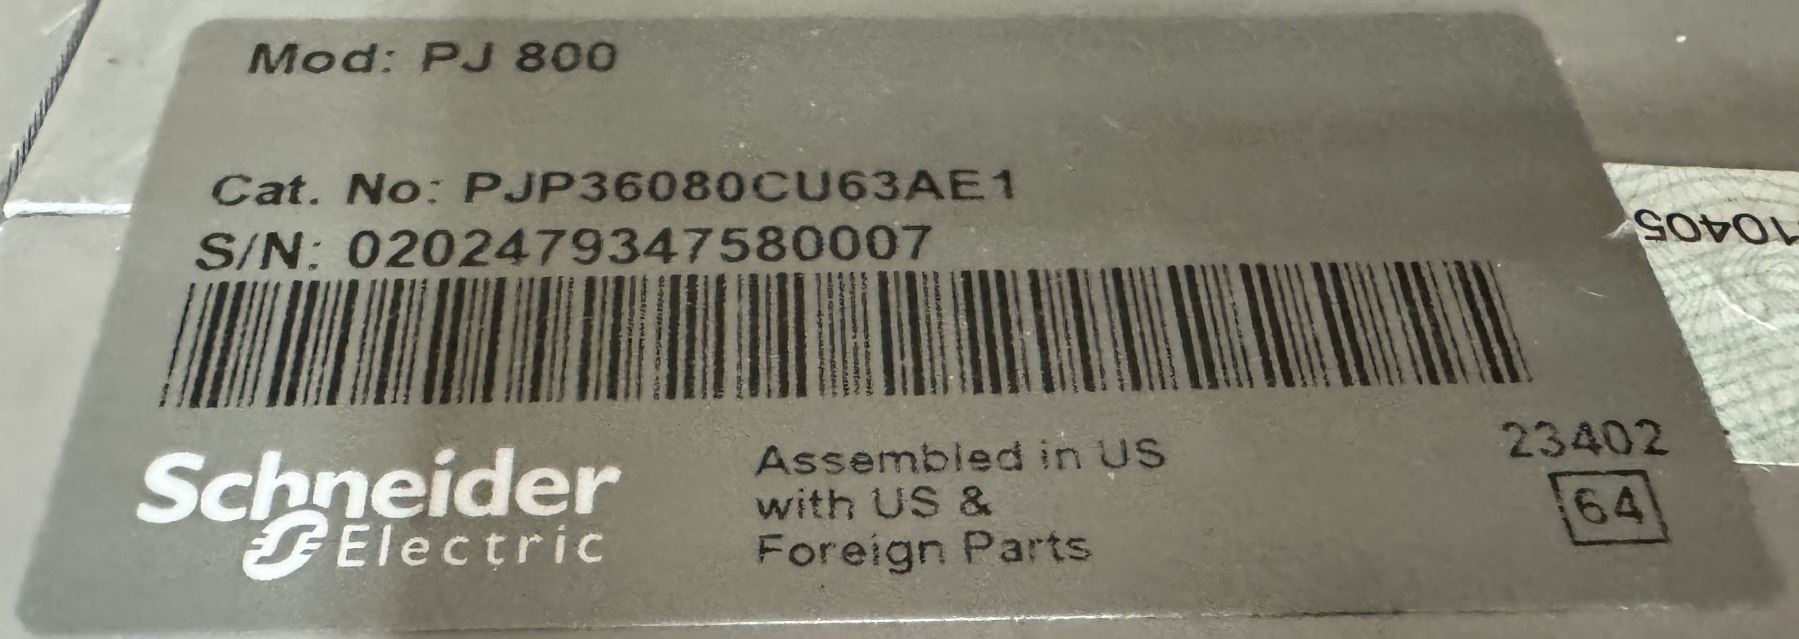 Mod: PJ 800
Cat. No: PJP36080CU63AE1
S/N: 0202479347580007
Schneider
Electric
Assembled in US
with US &
Foreign Parts
23402
64
10405